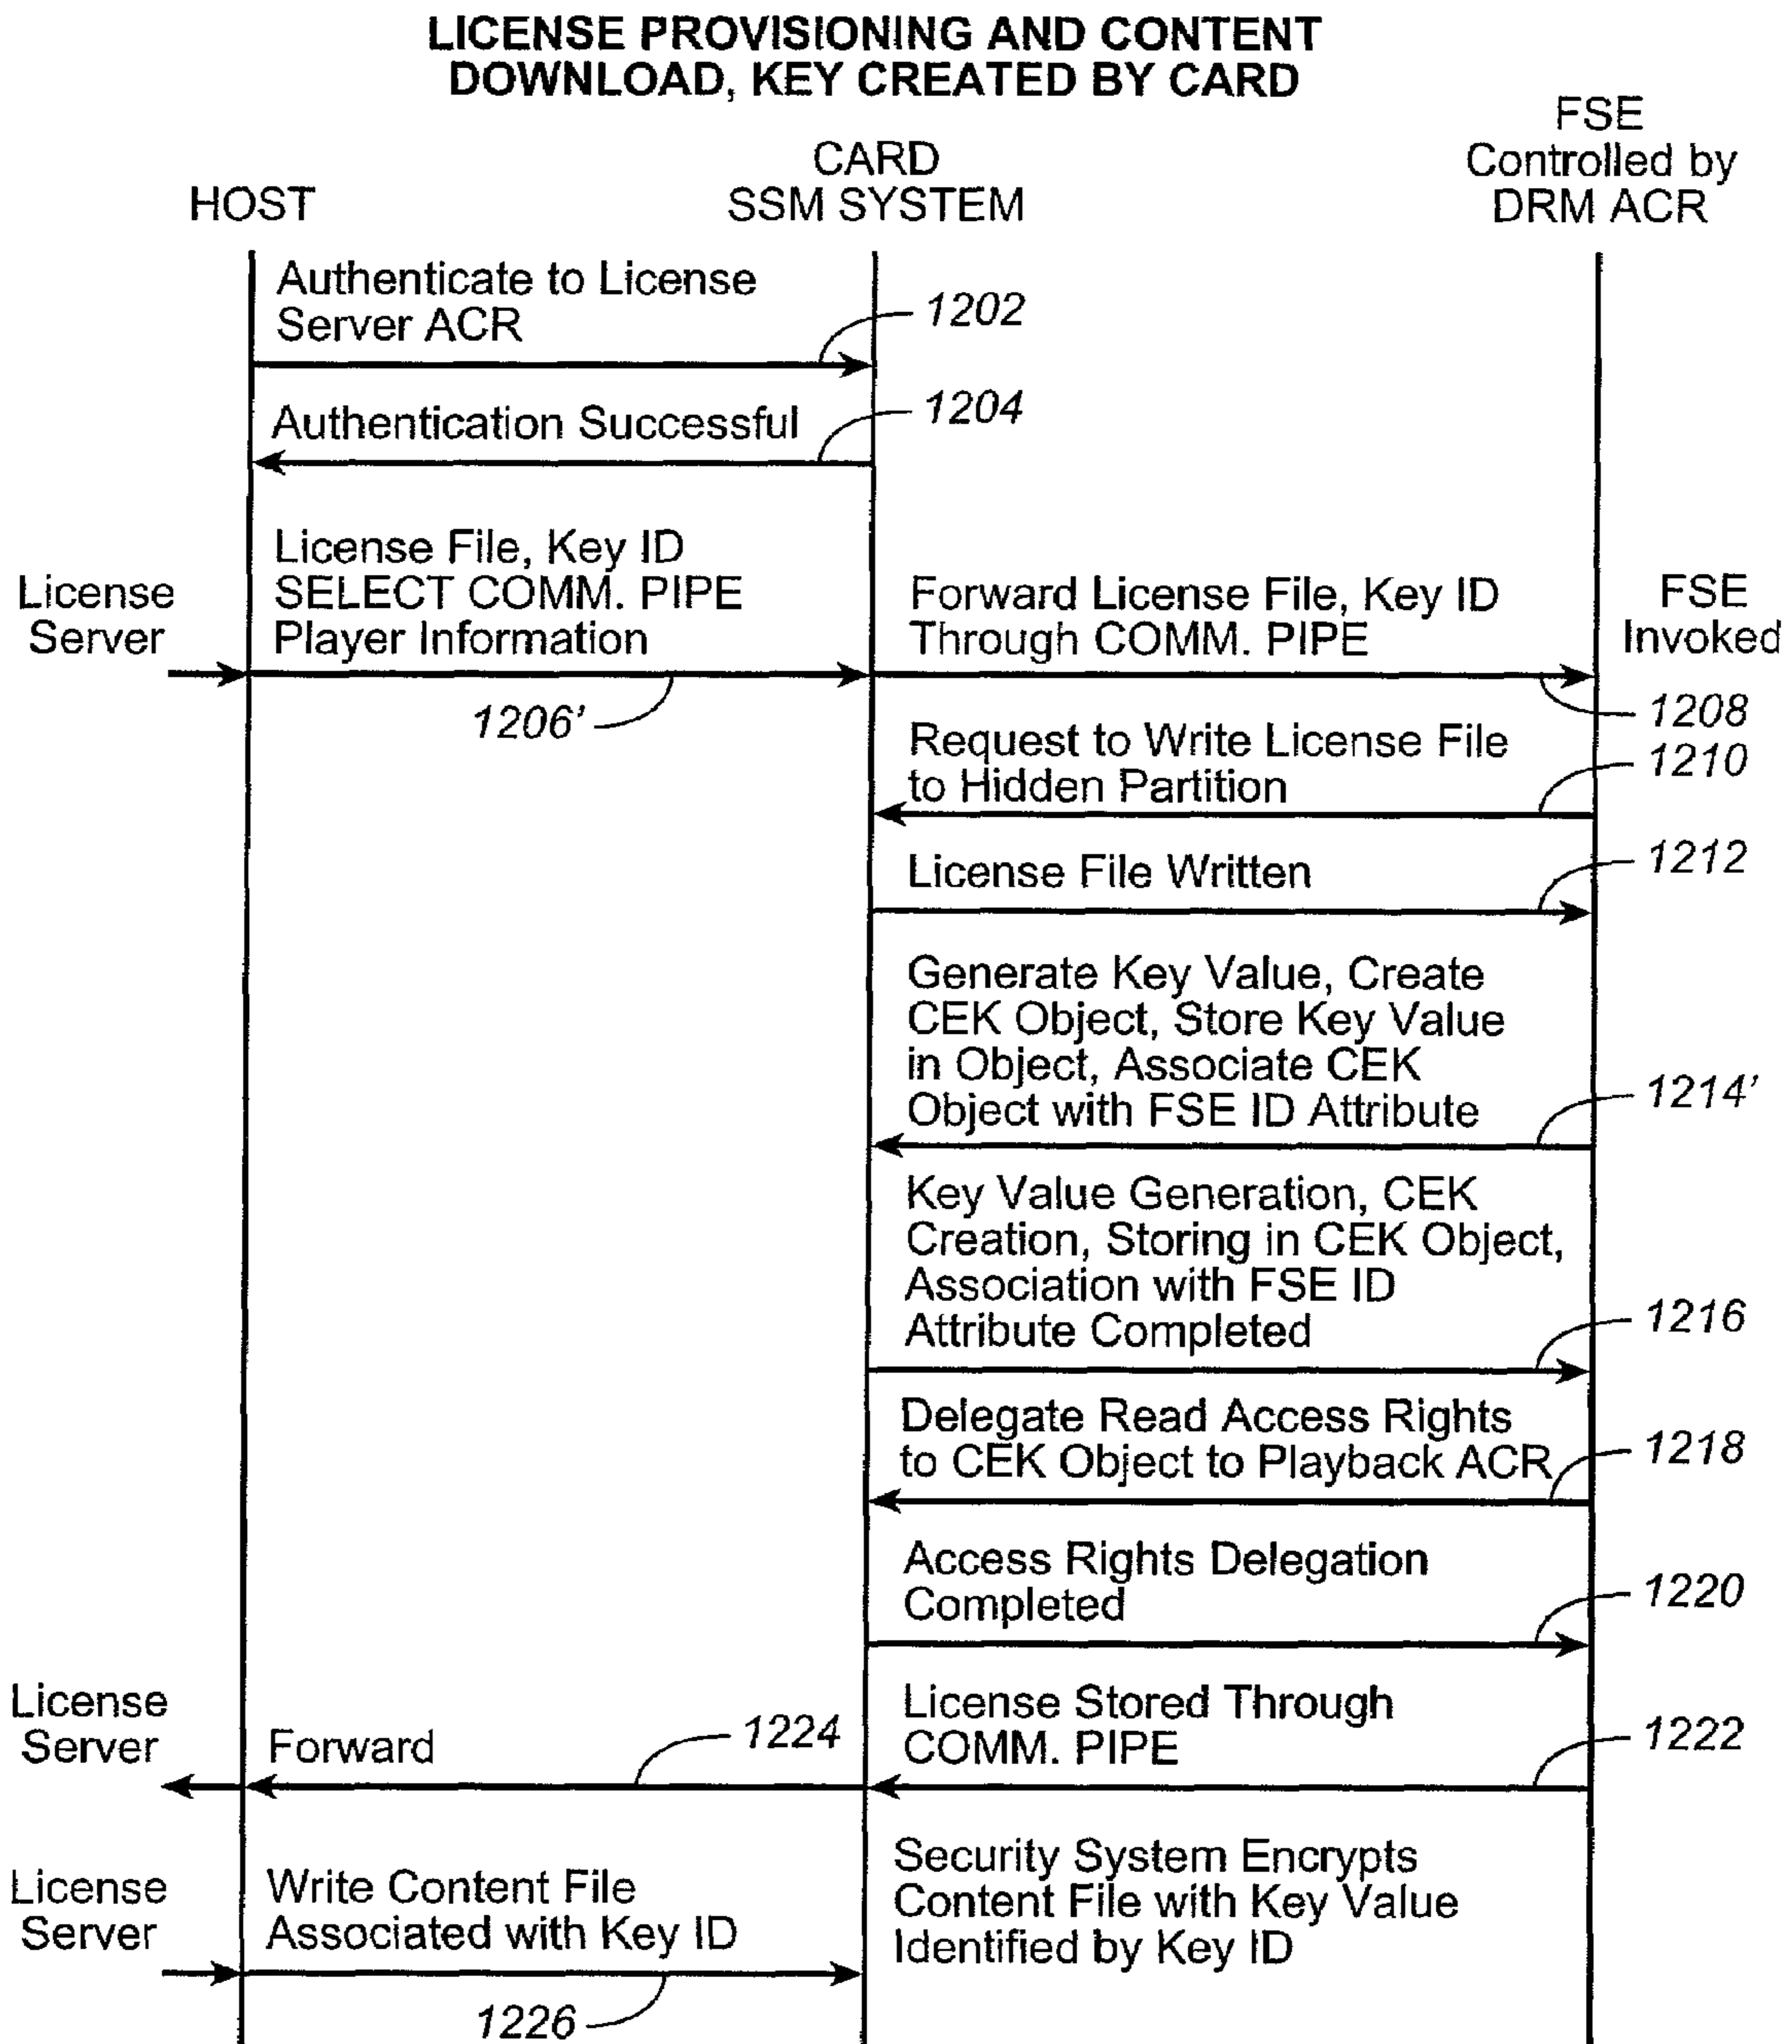 LICENSE PROVISIONING AND CONTENT
DOWNLOAD, KEY CREATED BY CARD
HOST
CARD
SSM SYSTEM
FSE
Controlled by
DRM ACR
Authenticate to License
Server ACR
1202
Authentication Successful
1204
License
Server
License File, Key ID
SELECT COMM. PIPE
Player Information
1206'
Forward License File, Key ID
Through COMM. PIPE
FSE
Invoked
1208
Request to Write License File
to Hidden Partition
1210
License File Written
1212
Generate Key Value, Create
CEK Object, Store Key Value
in Object, Associate CEK
Object with FSE ID Attribute
1214'
Key Value Generation, CEK
Creation, Storing in CEK Object,
Association with FSE ID
Attribute Completed
1216
Delegate Read Access Rights
to CEK Object to Playback ACR
1218
Access Rights Delegation
Completed
1220
License
Server
Forward
1224
License Stored Through
COMM. PIPE
1222
License
Server
Write Content File
Associated with Key ID
1226
Security System Encrypts
Content File with Key Value
Identified by Key ID